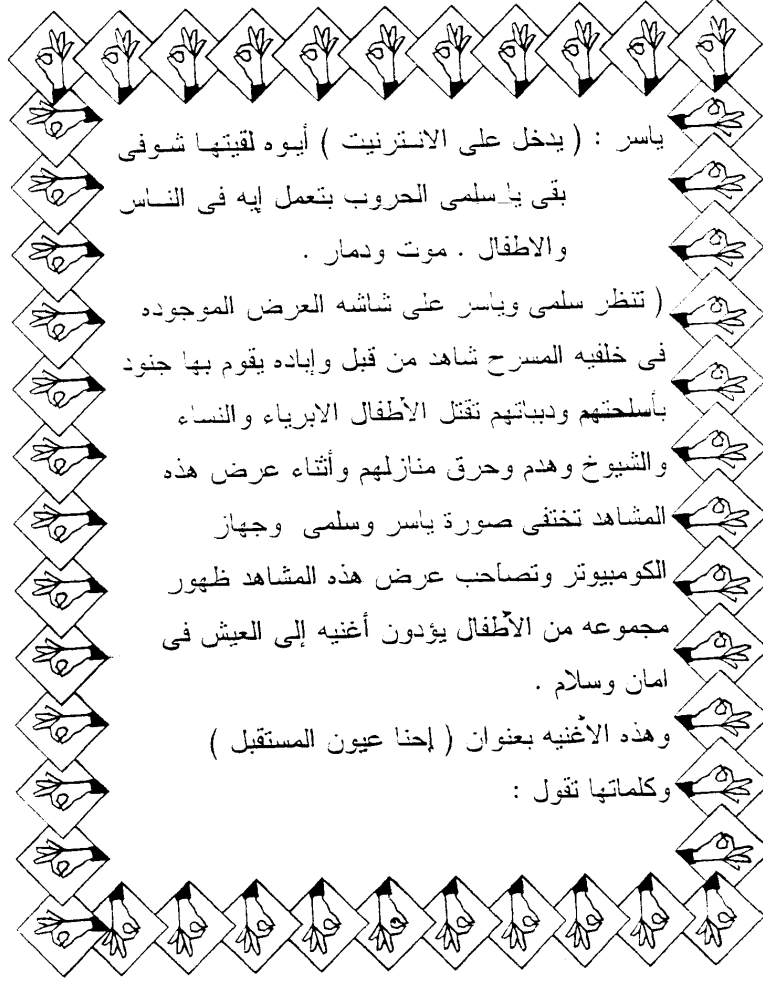 ياسر : ( يدخل على الانترنيت ) أيوه لقيتها شوفى
بقى يا سلمى الحروب بتعمل إيه فى الناس
والاطفال . موت ودمار .
( تنظر سلمى وياسر على شاشه العرض الموجوده
فى خلفيه المسرح شاهد من قبل وإباده يقوم بها جنود
بأسلحتهم ودبباتهم تقتل الأطفال الابرياء والنساء
والشيوخ وهدم وحرق منازلهم وأثناء عرض هذه
المشاهد تختفى صورة ياسر وسلمى وجهاز
الكومبيوتر وتصاحب عرض هذه المشاهد ظهور
مجموعه من الأطفال يؤدون أغنيه إلى العيش فى
امان وسلام .
وهذه الأغنيه بعنوان ( إحنا عيون المستقبل )
وكلماتها تقول :